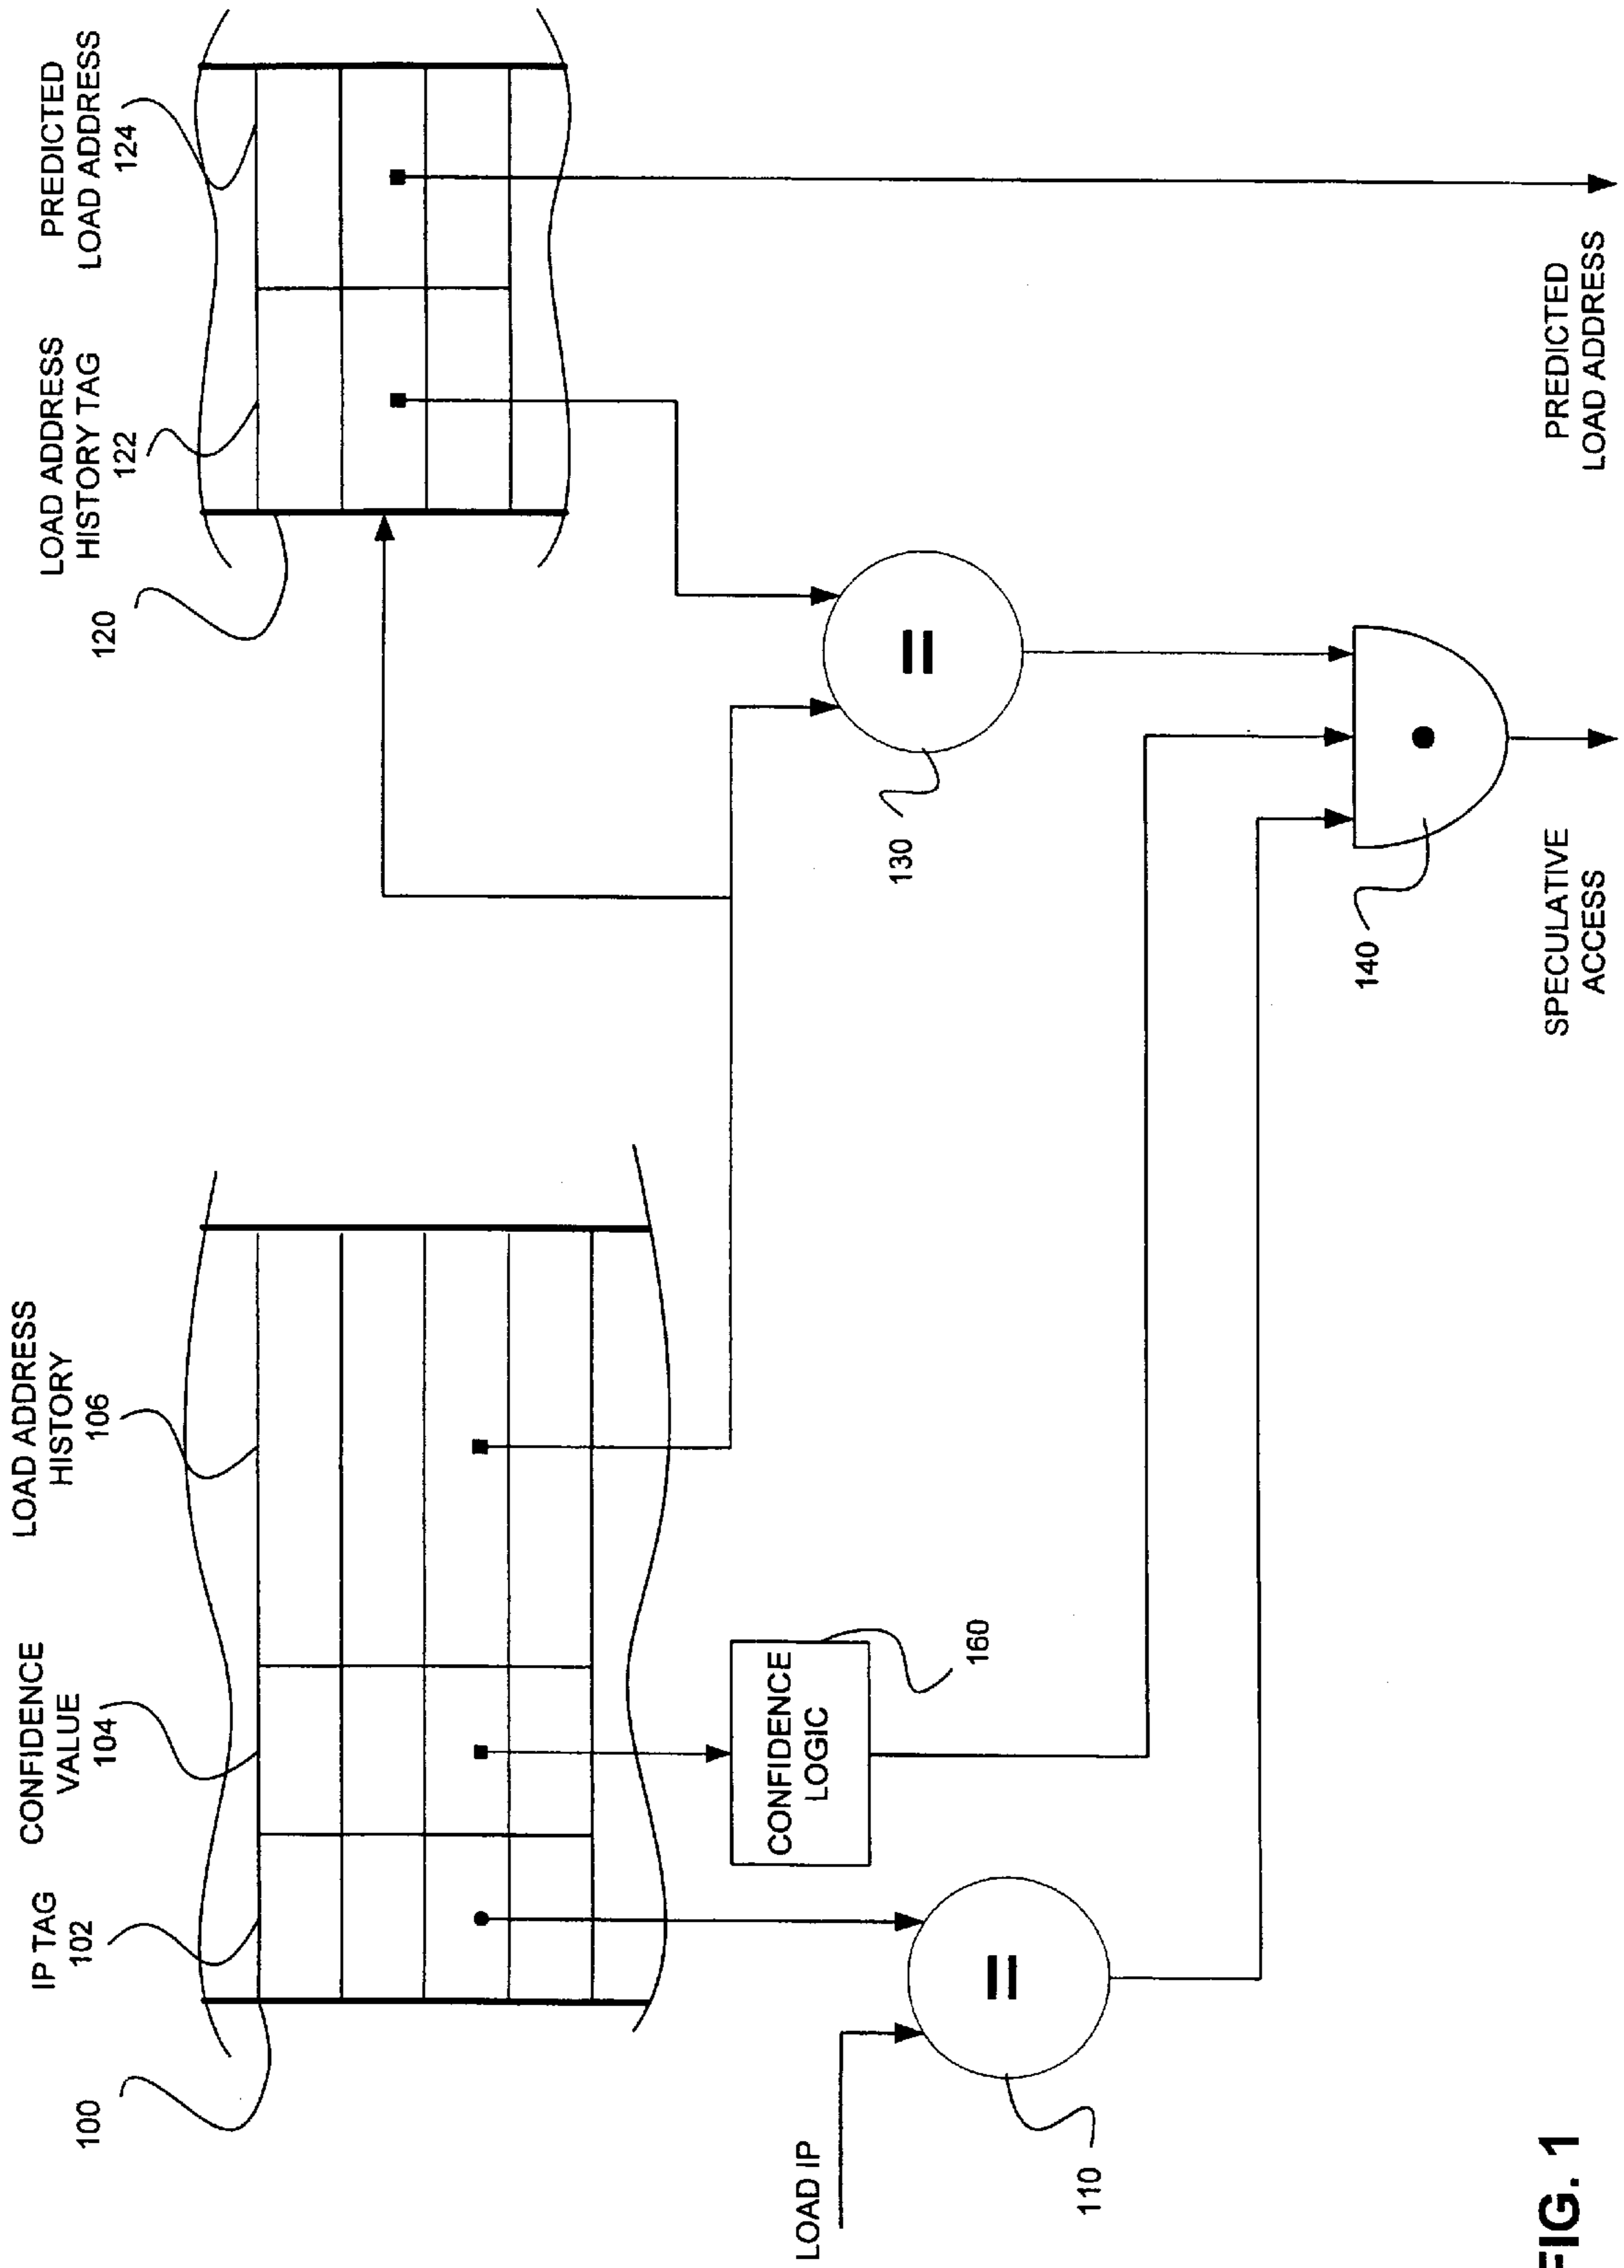 IP TAG
102
CONFIDENCE
VALUE
104
LOAD ADDRESS
HISTORY
106
LOAD ADDRESS
HISTORY TAG
122
PREDICTED
LOAD ADDRESS
124
100
120
LOAD IP
110
=
CONFIDENCE
LOGIC
160
130
=
140
SPECULATIVE
ACCESS
PREDICTED
LOAD ADDRESS
FIG. 1